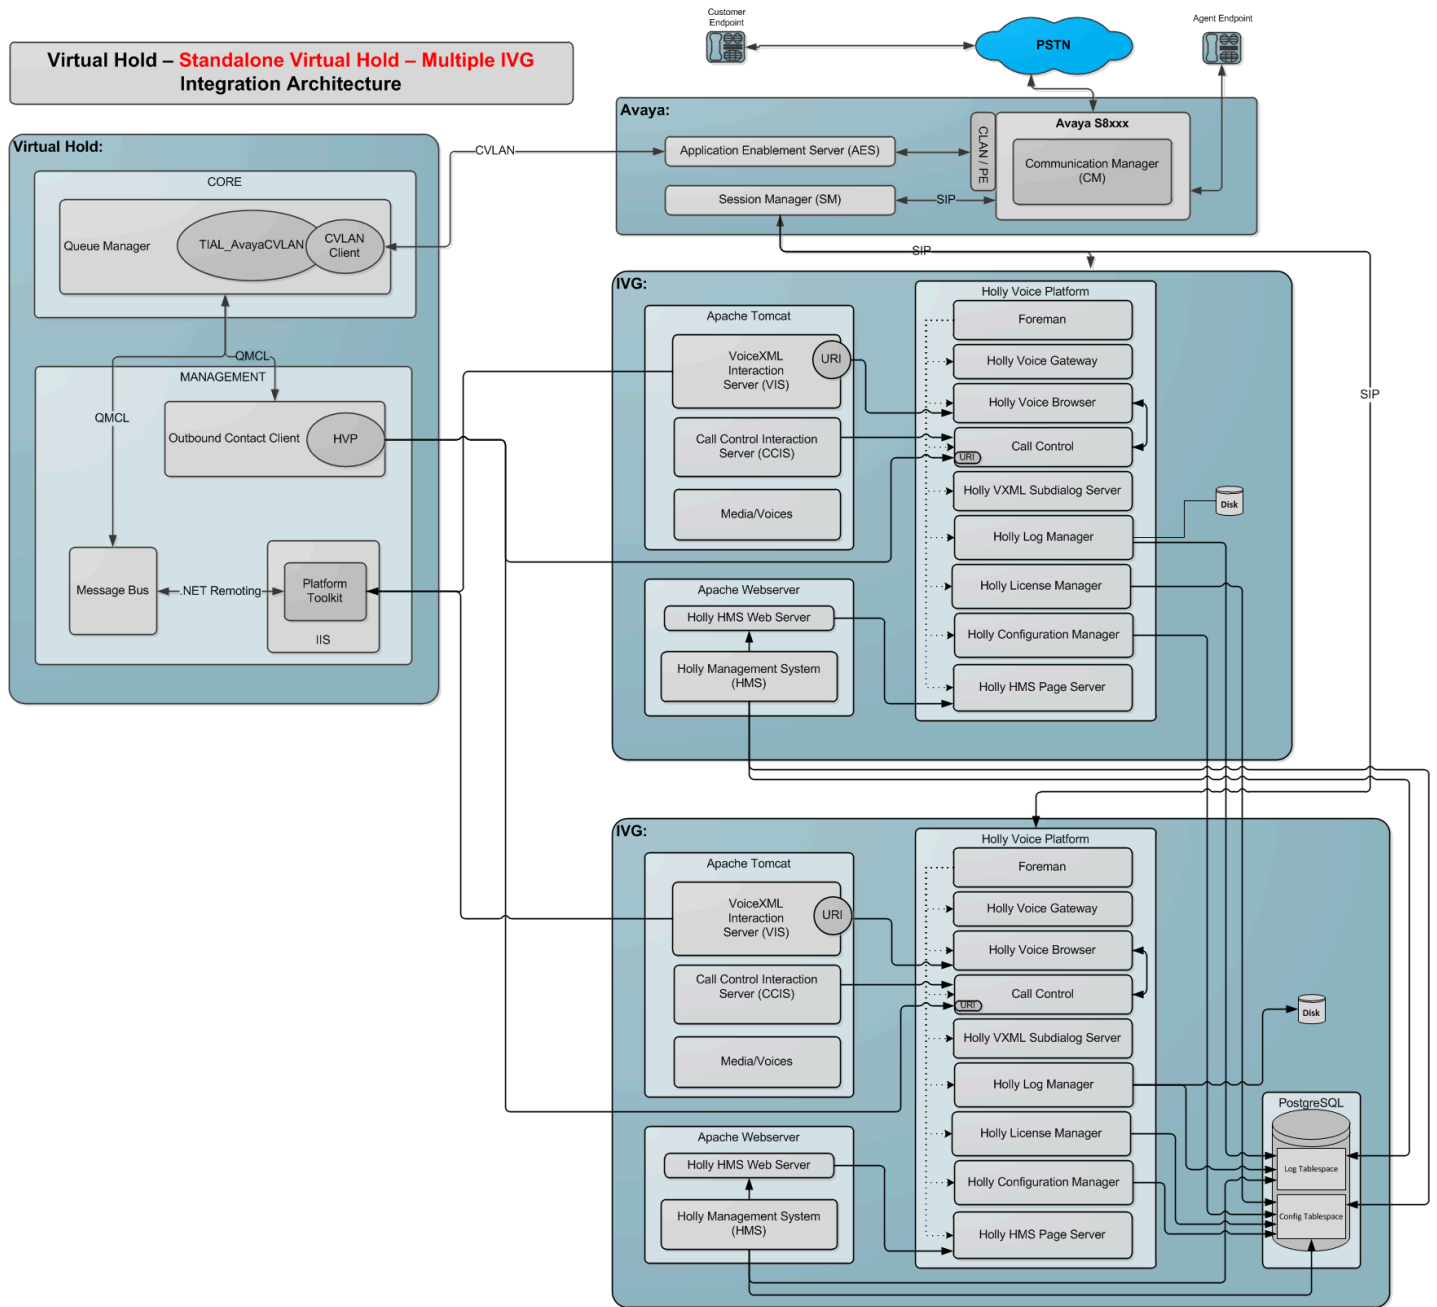 Customer
Endpoint
Agent Endpoint
PSTN
Virtual Hold – Standalone Virtual Hold – Multiple IVG
Integration Architecture
Avaya:
Avaya S8xxx
CLAN / PE
Application Enablement Server (AES)
Communication Manager
(CM)
Session Manager (SM)
SIP
CVLAN
Virtual Hold:
CORE
Queue Manager
TIAL_AvayaCVLAN
CVLAN
Client
QMCL
MANAGEMENT
QMCL
Outbound Contact Client
HVP
Message Bus
.NET Remoting
Platform
Toolkit
IIS
SIP
SIP
IVG:
Apache Tomcat
VoiceXML
Interaction
Server (VIS)
URI
Call Control Interaction
Server (CCIS)
Media/Voices
Apache Webserver
Holly HMS Web Server
Holly Management System
(HMS)
Holly Voice Platform
Foreman
Holly Voice Gateway
Holly Voice Browser
Call Control
URI
Holly VXML Subdialog Server
Holly Log Manager
Holly License Manager
Holly Configuration Manager
Holly HMS Page Server
Disk
IVG:
Apache Tomcat
VoiceXML
Interaction
Server (VIS)
URI
Call Control Interaction
Server (CCIS)
Media/Voices
Apache Webserver
Holly HMS Web Server
Holly Management System
(HMS)
Holly Voice Platform
Foreman
Holly Voice Gateway
Holly Voice Browser
Call Control
URI
Holly VXML Subdialog Server
Holly Log Manager
Holly License Manager
Holly Configuration Manager
Holly HMS Page Server
Disk
PostgreSQL
Log Tablespace
Config Tablespace